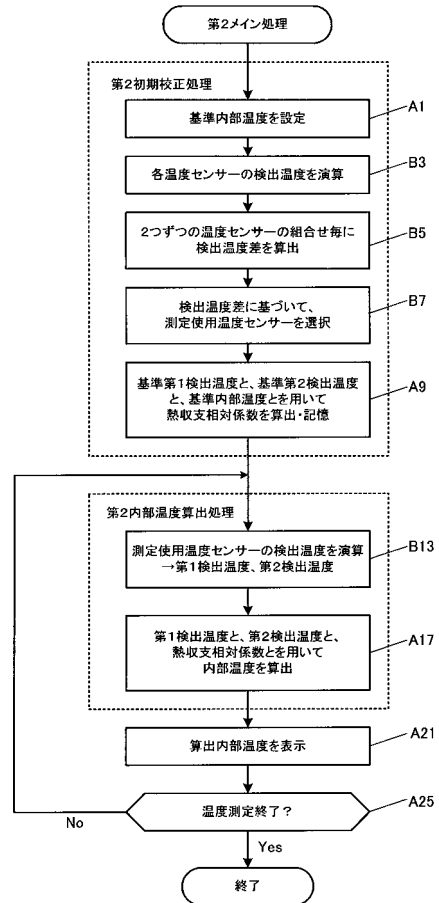 第2メイン処理
第2初期校正処理
基準内部温度を設定
A1
各温度センサーの検出温度を演算
B3
2つずつの温度センサーの組合せ毎に
検出温度差を算出
B5
検出温度差に基づいて、
測定使用温度センサーを選択
B7
基準第1検出温度と、基準第2検出温度
と、基準内部温度とを用いて
熱収支相対係数を算出・記憶
A9
第2内部温度算出処理
測定使用温度センサーの検出温度を演算
→第1検出温度、第2検出温度
B13
第1検出温度と、第2検出温度と、
熱収支相対係数とを用いて
内部温度を算出
A17
算出内部温度を表示
A21
温度測定終了?
A25
No
Yes
終了